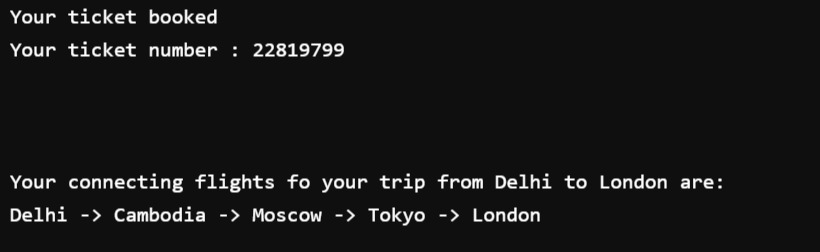 Your ticket booked
Your ticket number : 22819799
Your connecting flights fo your trip from Delhi to London are:
Delhi -> Cambodia -> Moscow -> Tokyo -> London